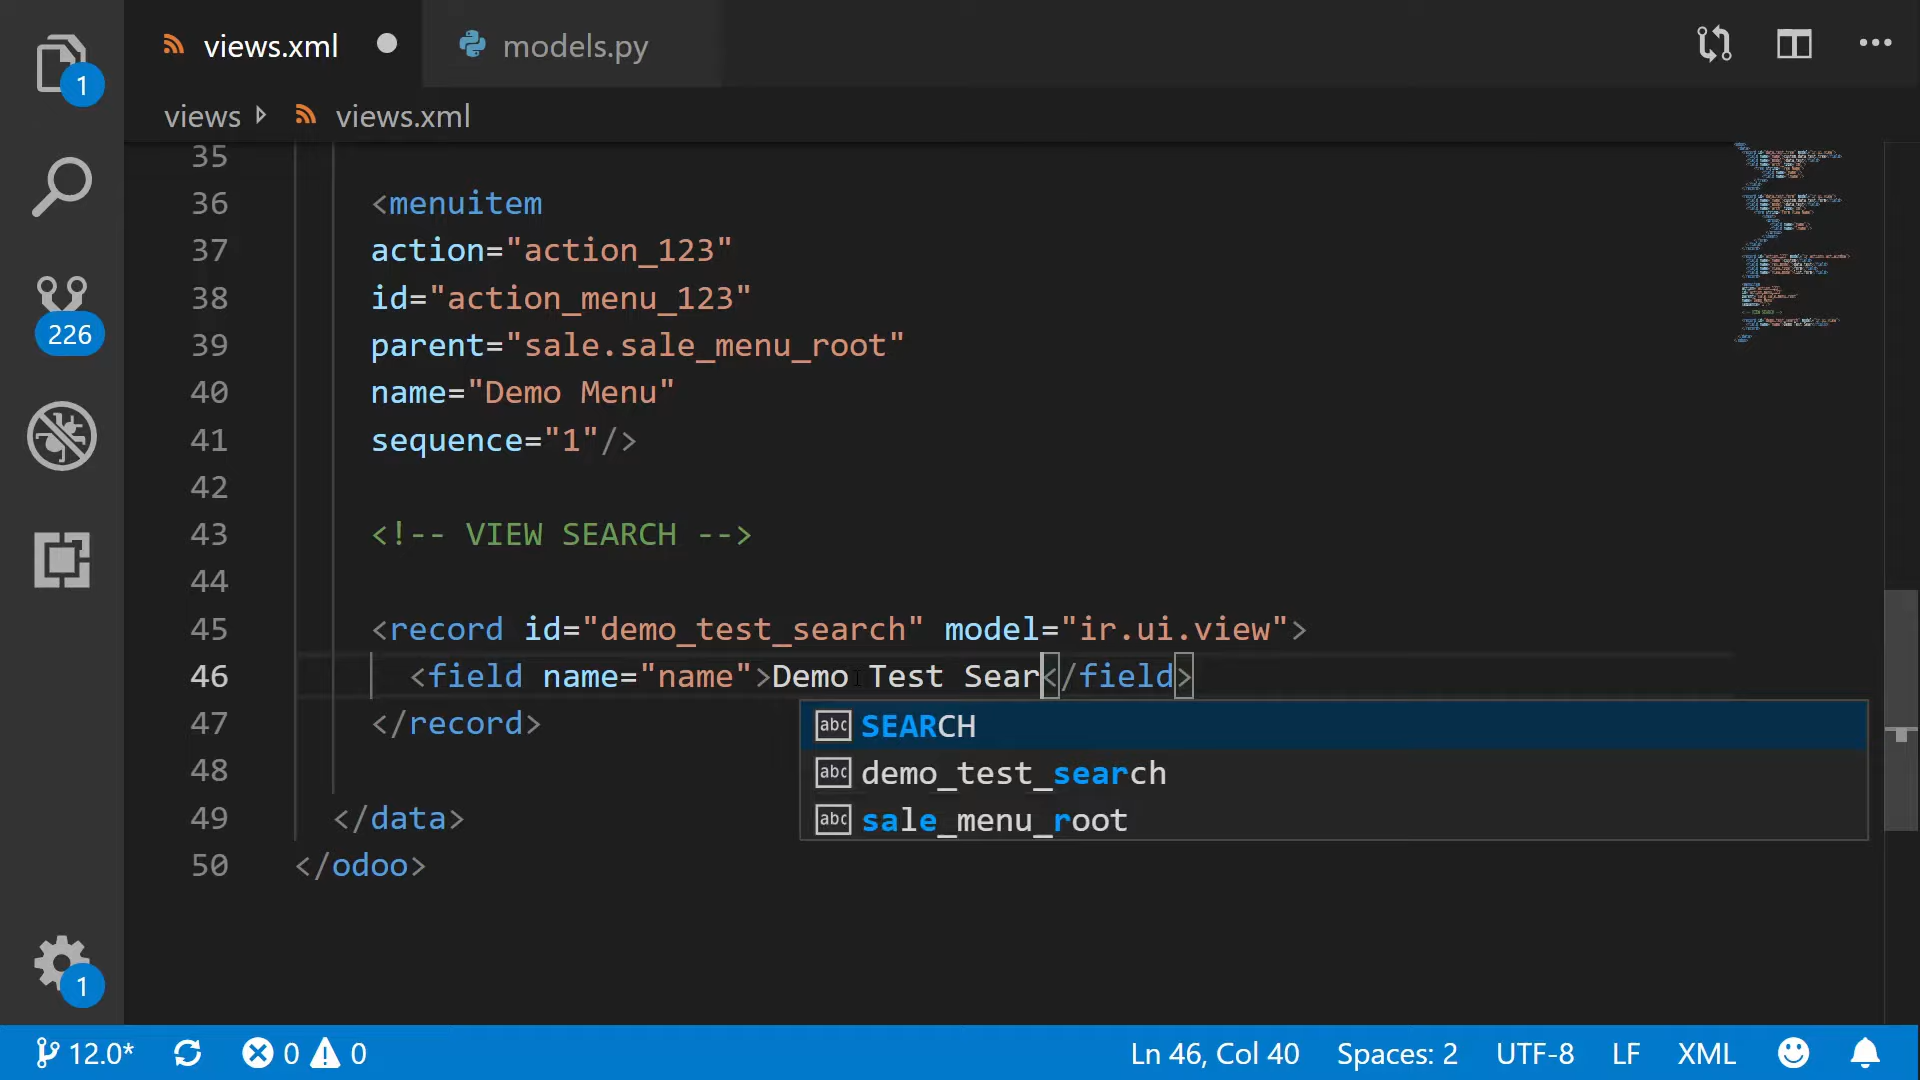 views.xml
models.py
1
views
views.xml
35
36 <menuitem
37 action="action_123"
38 id="action_menu_123"
39 parent="sale.sale_menu_root"
40 name="Demo Menu"
41 sequence="1"/>
42
43 <!-- VIEW SEARCH -->
44
45 <record id="demo_test_search" model="ir.ui.view">
46 <field name="name">Demo Test Sear</field>
47 </record>
48
49 </data>
50 </odoo>
abc SEARCH
abc demo_test_search
abc sale_menu_root
226
1
12.0* 0 0 Ln 46, Col 40 Spaces: 2 UTF-8 LF XML